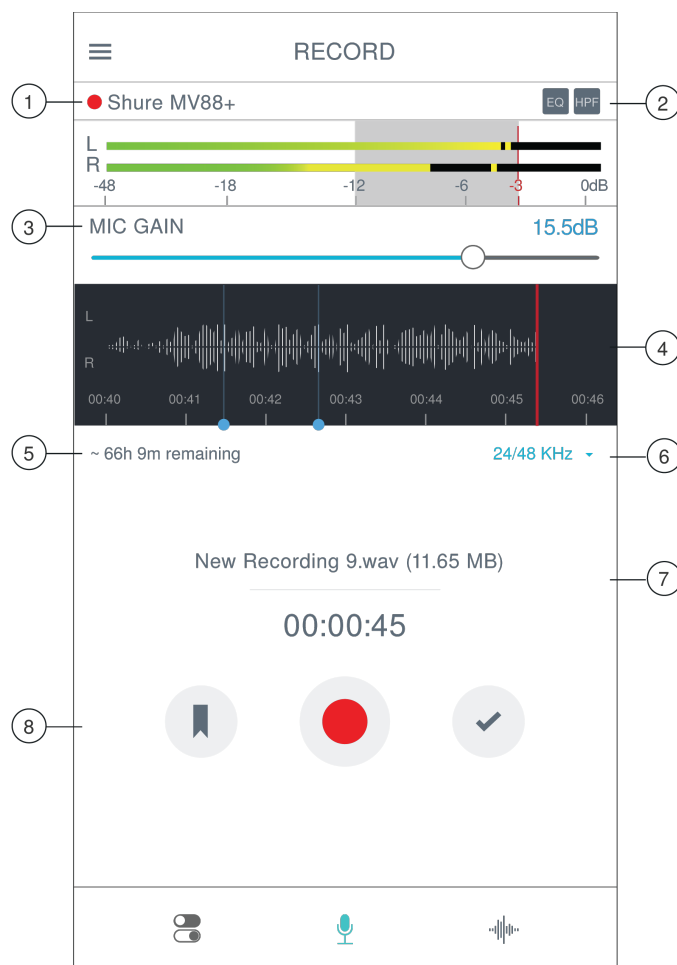 RECORD
1 Shure MV88+ EQ HPF 2
L
R
-48 -18 -12 -6 -3 0dB
3 MIC GAIN 15.5dB
L
4
R
00:40 00:41 00:42 00:43 00:44 00:45 00:46
5 ~ 66h 9m remaining 24/48 KHz 6
New Recording 9.wav (11.65 MB)
7
00:00:45
8